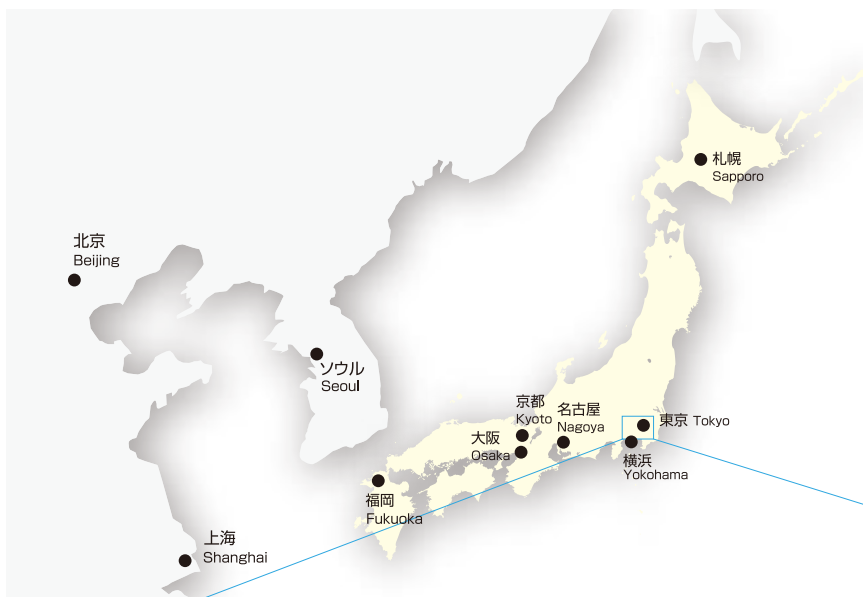 札幌
Sapporo
北京
Beijing
ソウル
Seoul
京都
Kyoto
名古屋
Nagoya
東京 Tokyo
大阪
Osaka
横浜
Yokohama
福岡
Fukuoka
上海
Shanghai